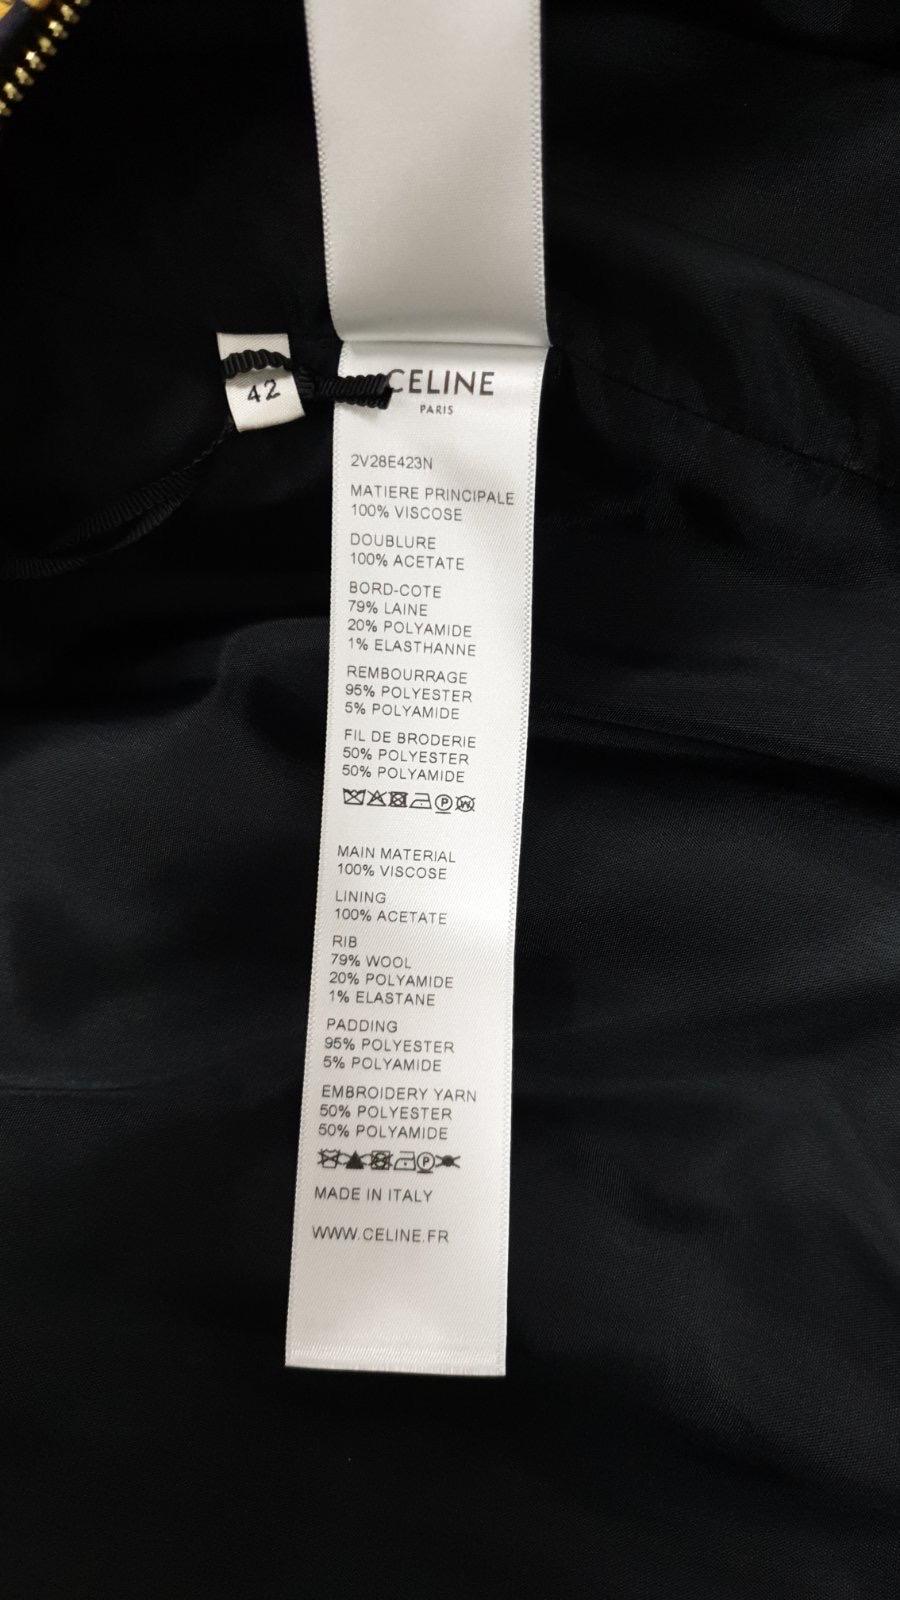 42
CELINE
PARIS
2V28E423N
MATIERE PRINCIPALE
100% VISCOSE
DOUBLURE
100% ACETATE
BORD-COTE
79% LAINE
20% POLYAMIDE
1% ELASTHANNE
REMBOURRAGE
95% POLYESTER
5% POLYAMIDE
FIL DE BRODERIE
50% POLYESTER
50% POLYAMIDE
P W
MAIN MATERIAL
100% VISCOSE
LINING
100% ACETATE
RIB
79% WOOL
20% POLYAMIDE
1% ELASTANE
PADDING
95% POLYESTER
5% POLYAMIDE
EMBROIDERY YARN
50% POLYESTER
50% POLYAMIDE
P
MADE IN ITALY
WWW.CELINE.FR